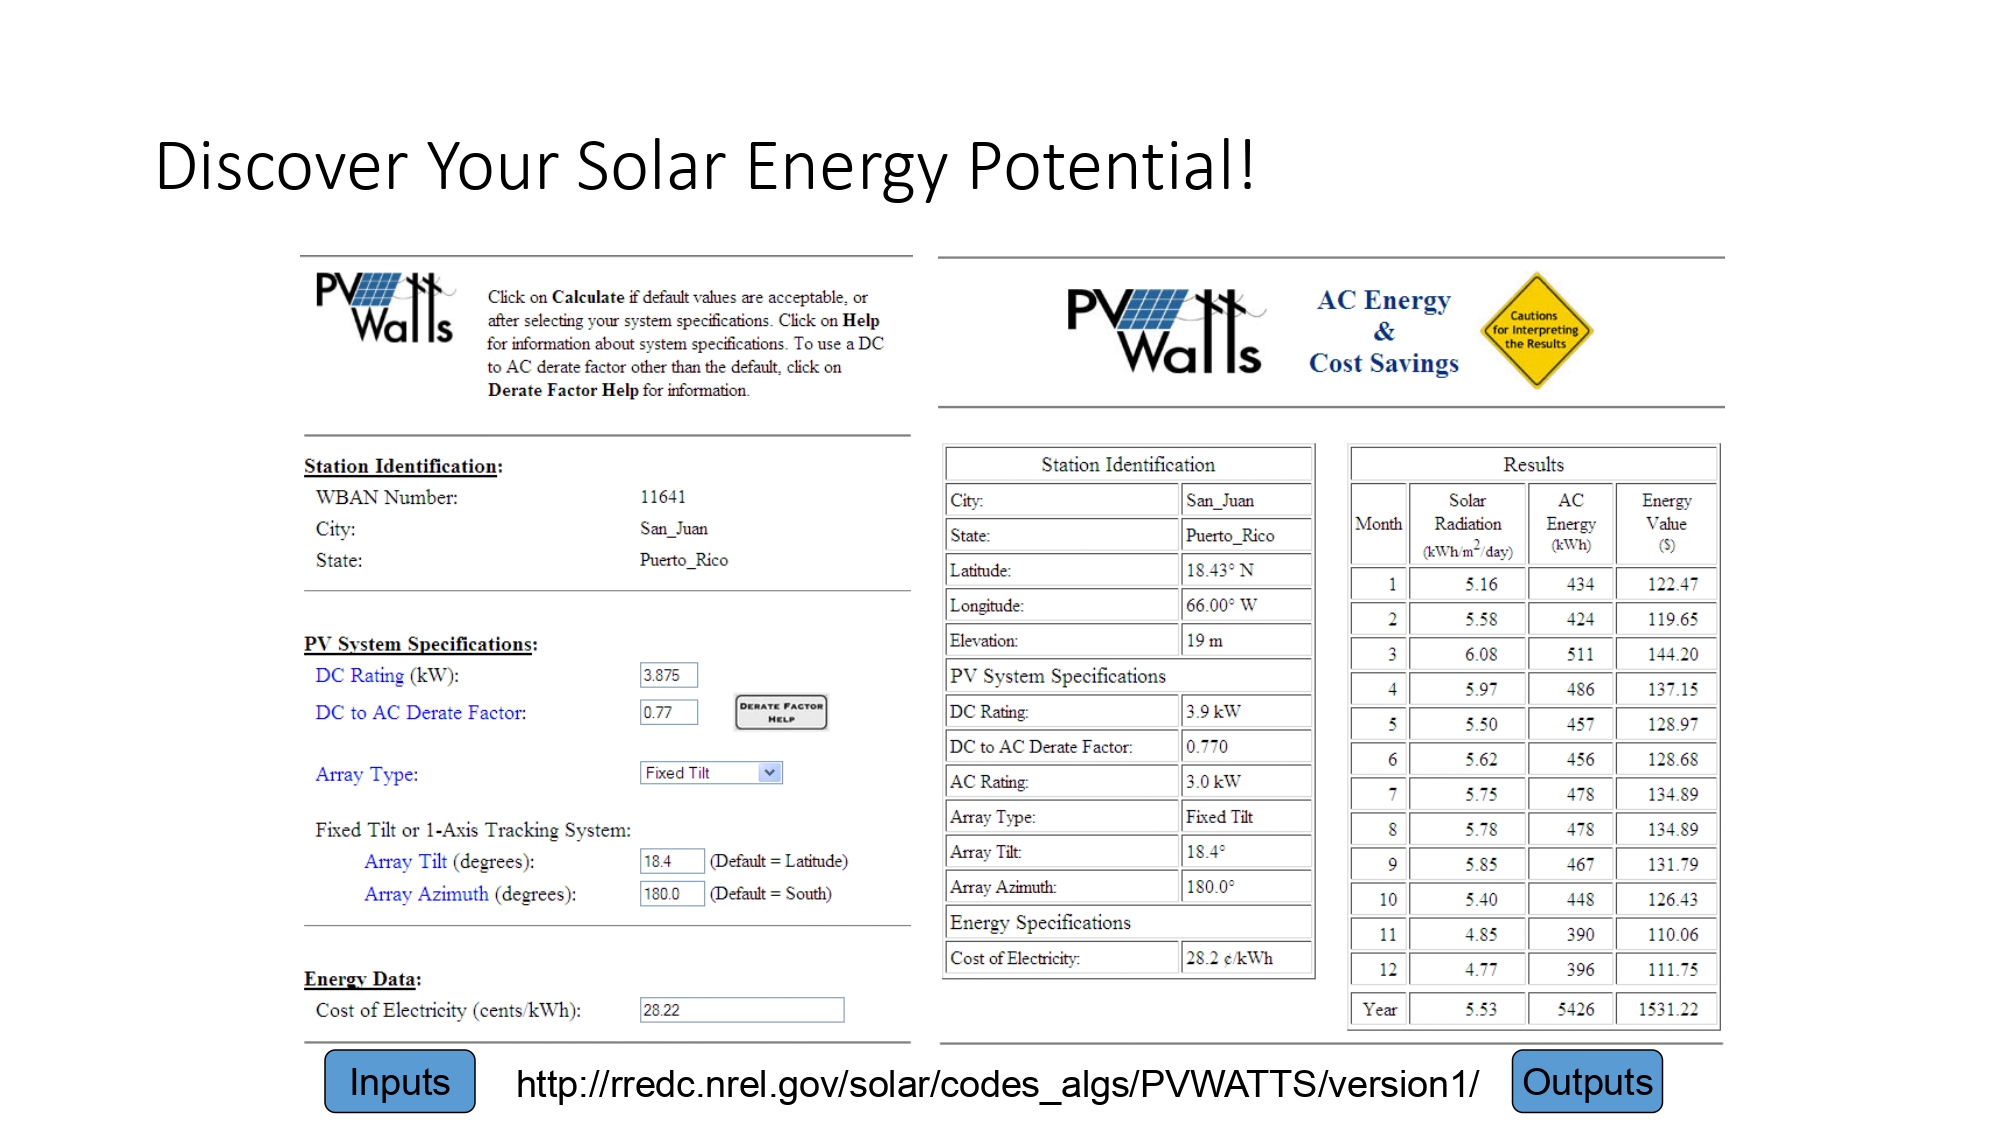 Discover Your Solar Energy Potential!
PVWatts
Click on Calculate if default values are acceptable, or
after selecting your system specifications. Click on Help
for information about system specifications. To use a DC
to AC derate factor other than the default, click on
Derate Factor Help for information.
Station Identification:
WBAN Number: 11641
City: San_Juan
State: Puerto_Rico
PV System Specifications:
DC Rating (kW): 3.875
DC to AC Derate Factor: 0.77 DERATE FACTOR HELP
Array Type: Fixed Tilt
Fixed Tilt or 1-Axis Tracking System:
Array Tilt (degrees): 18.4 (Default = Latitude)
Array Azimuth (degrees): 180.0 (Default = South)
Energy Data:
Cost of Electricity (cents/kWh): 28.22
PVWatts
AC Energy
&
Cost Savings
Cautions
for Interpreting
the Results
Station Identification
City: San_Juan
State: Puerto_Rico
Latitude: 18.43° N
Longitude: 66.00° W
Elevation: 19 m
PV System Specifications
DC Rating: 3.9 kW
DC to AC Derate Factor: 0.770
AC Rating: 3.0 kW
Array Type: Fixed Tilt
Array Tilt: 18.4°
Array Azimuth: 180.0°
Energy Specifications
Cost of Electricity: 28.2 ¢/kWh
Results
Month Solar Radiation (kWh/m²/day) AC Energy (kWh) Energy Value ($)
1 5.16 434 122.47
2 5.58 424 119.65
3 6.08 511 144.20
4 5.97 486 137.15
5 5.50 457 128.97
6 5.62 456 128.68
7 5.75 478 134.89
8 5.78 478 134.89
9 5.85 467 131.79
10 5.40 448 126.43
11 4.85 390 110.06
12 4.77 396 111.75
Year 5.53 5426 1531.22
Inputs
http://rredc.nrel.gov/solar/codes_algs/PVWATTS/version1/
Outputs